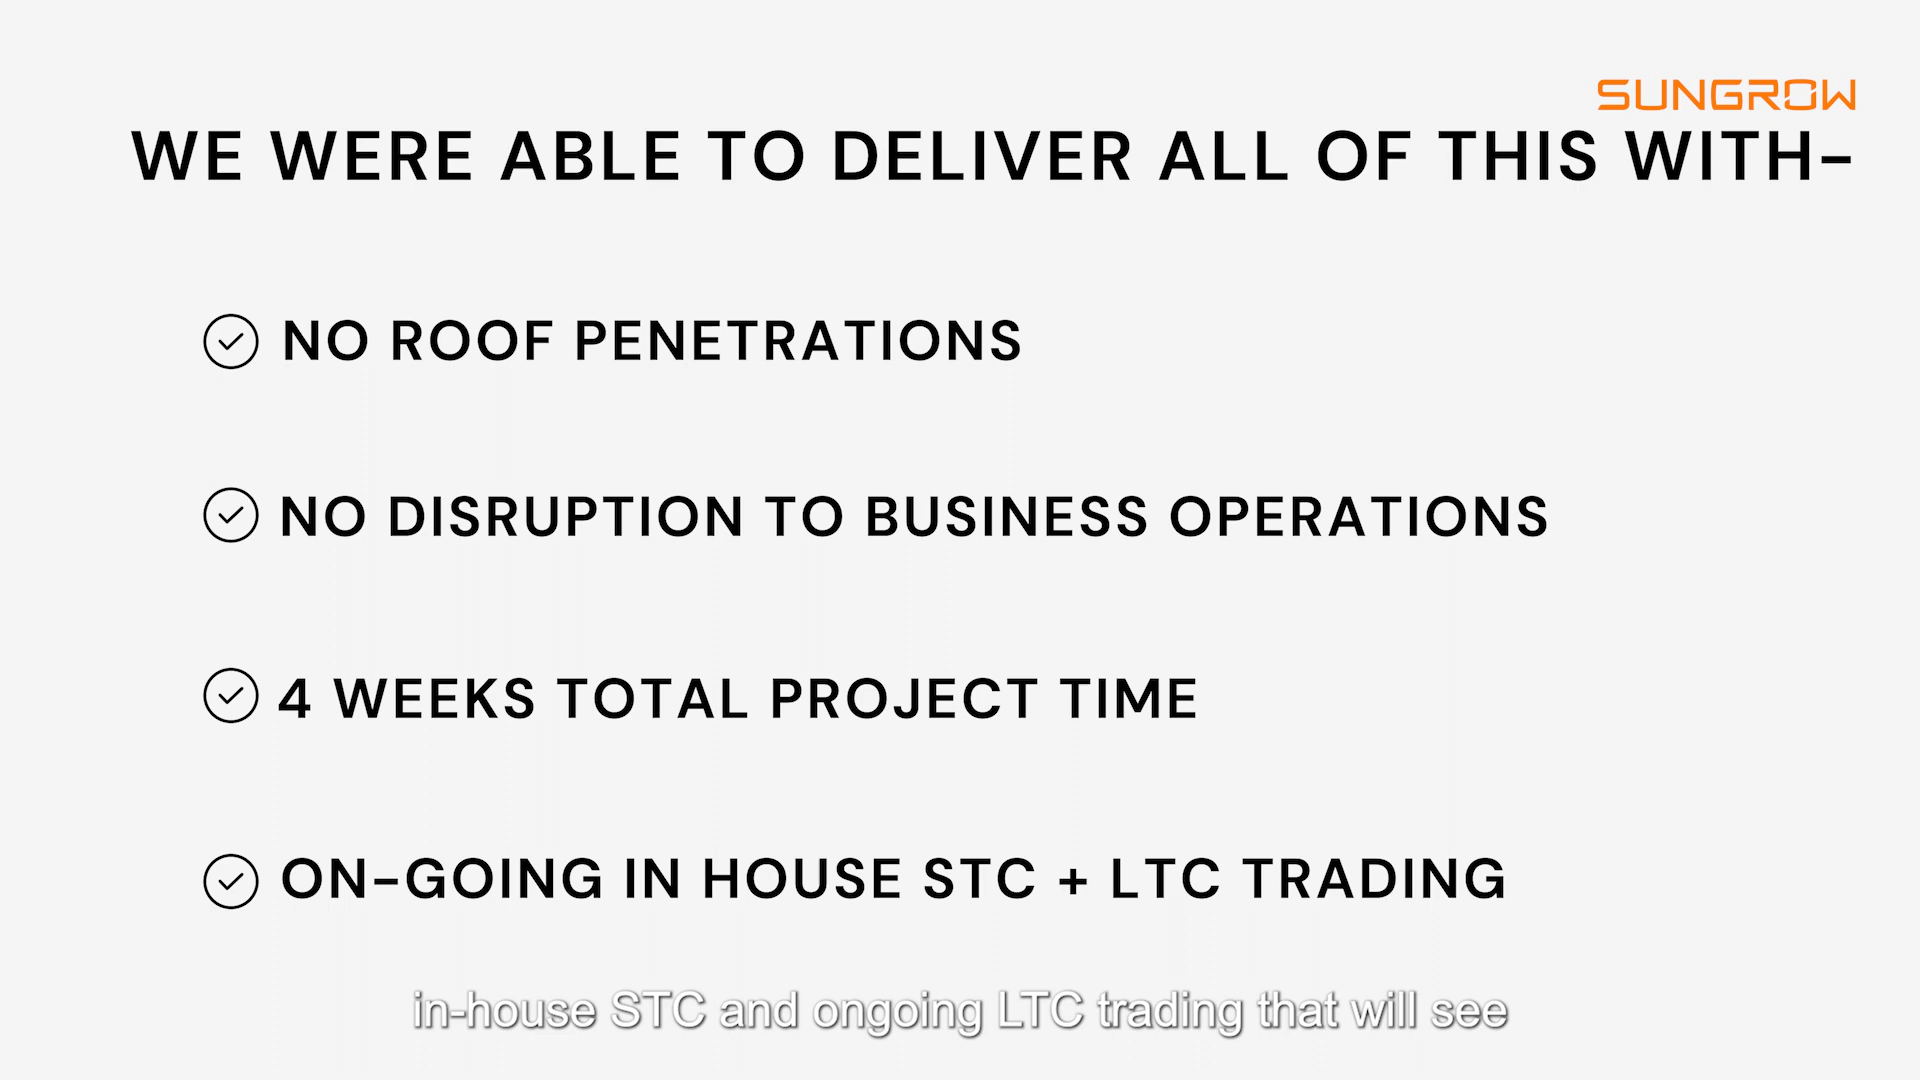 SUNGROW
WE WERE ABLE TO DELIVER ALL OF THIS WITH-
NO ROOF PENETRATIONS
NO DISRUPTION TO BUSINESS OPERATIONS
4 WEEKS TOTAL PROJECT TIME
ON-GOING IN HOUSE STC + LTC TRADING
in-house STC and ongoing LTC trading that will see